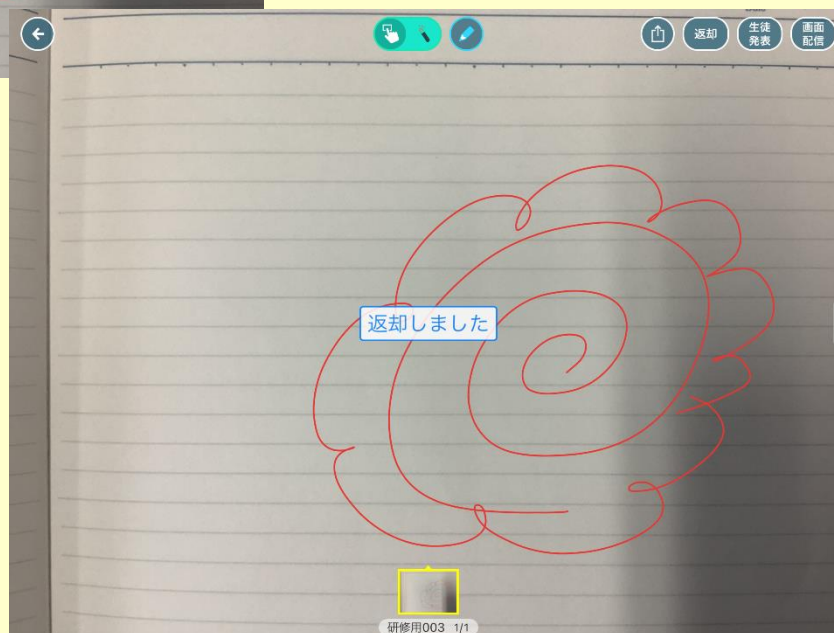 返却
生徒
発表
画面
配信
返却しました
研修用003 1/1